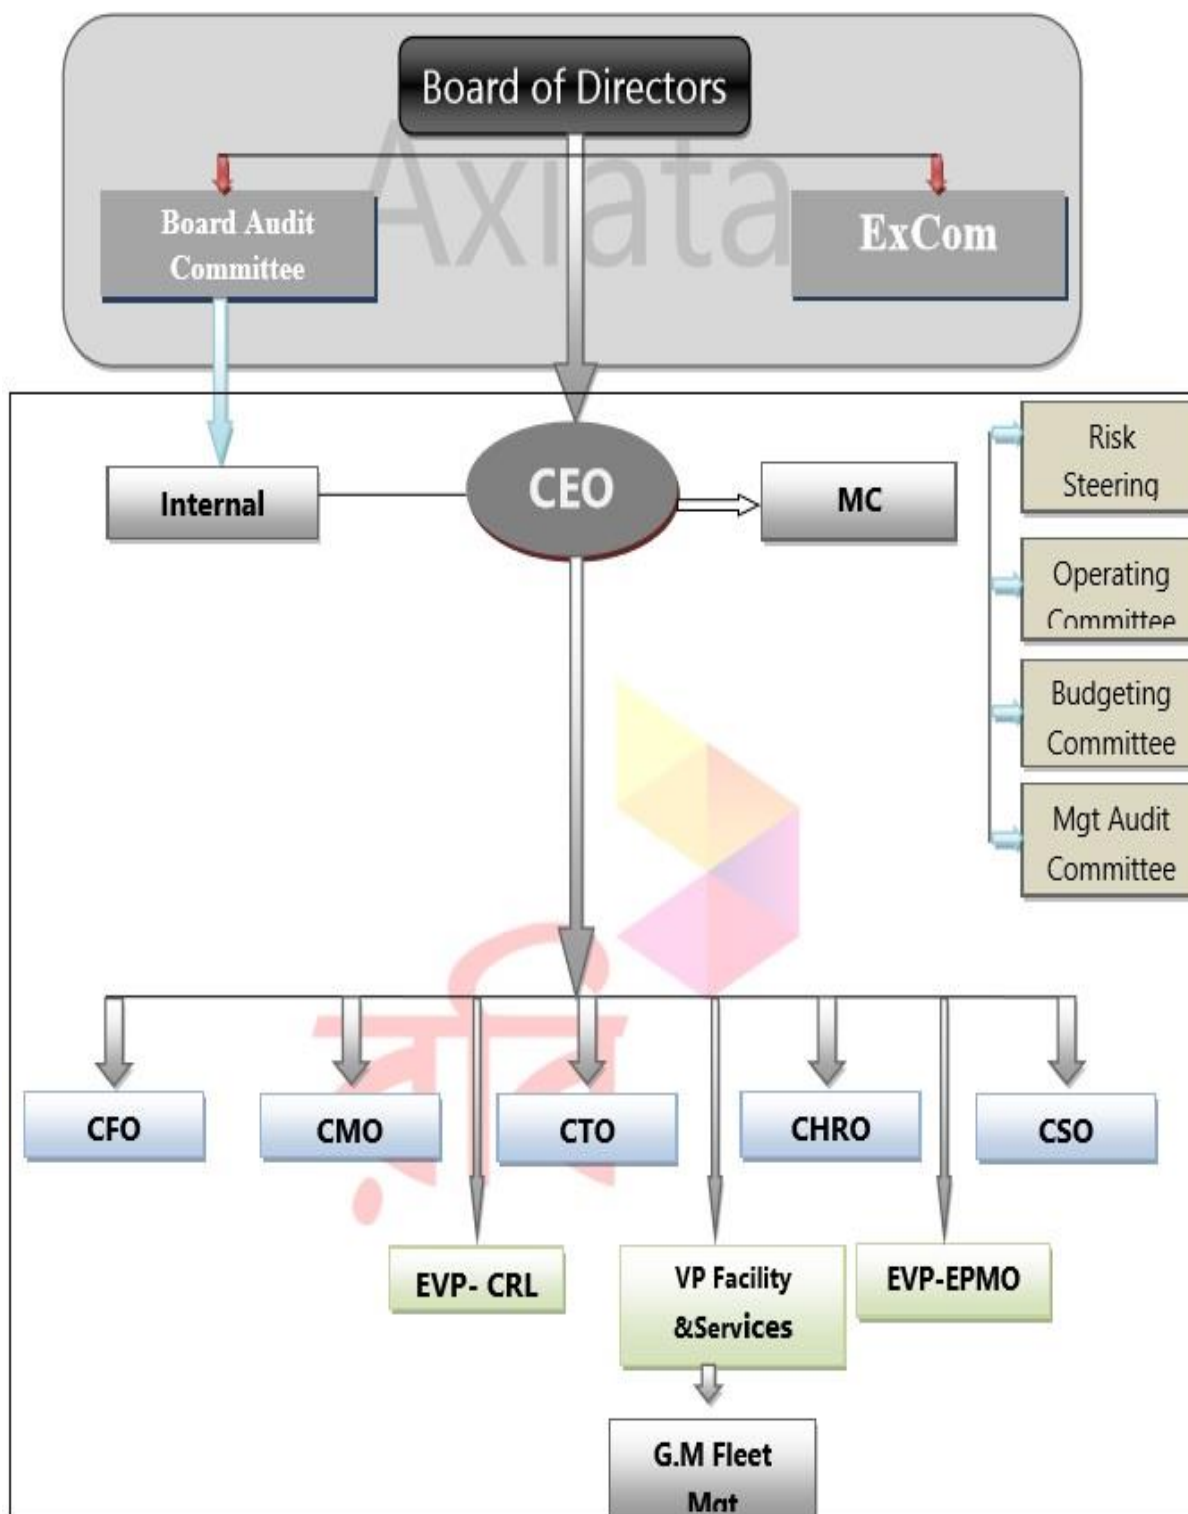 Board of Directors
Axiata
Board Audit
Committee
ExCom
Internal
CEO
MC
Risk
Steering
Operating
Committee
Budgeting
Committee
Mgt Audit
Committee
রবি
CFO
CMO
CTO
CHRO
CSO
EVP- CRL
VP Facility
&Services
EVP-EPMO
G.M Fleet
Mgt